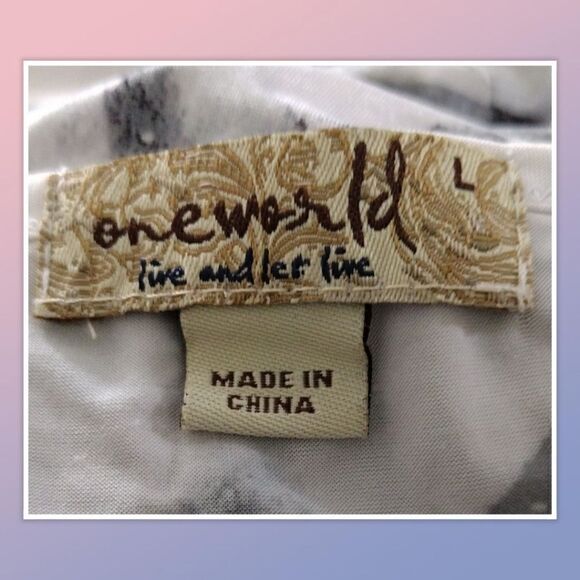 oneworld
live and let live
L
MADE IN
CHINA